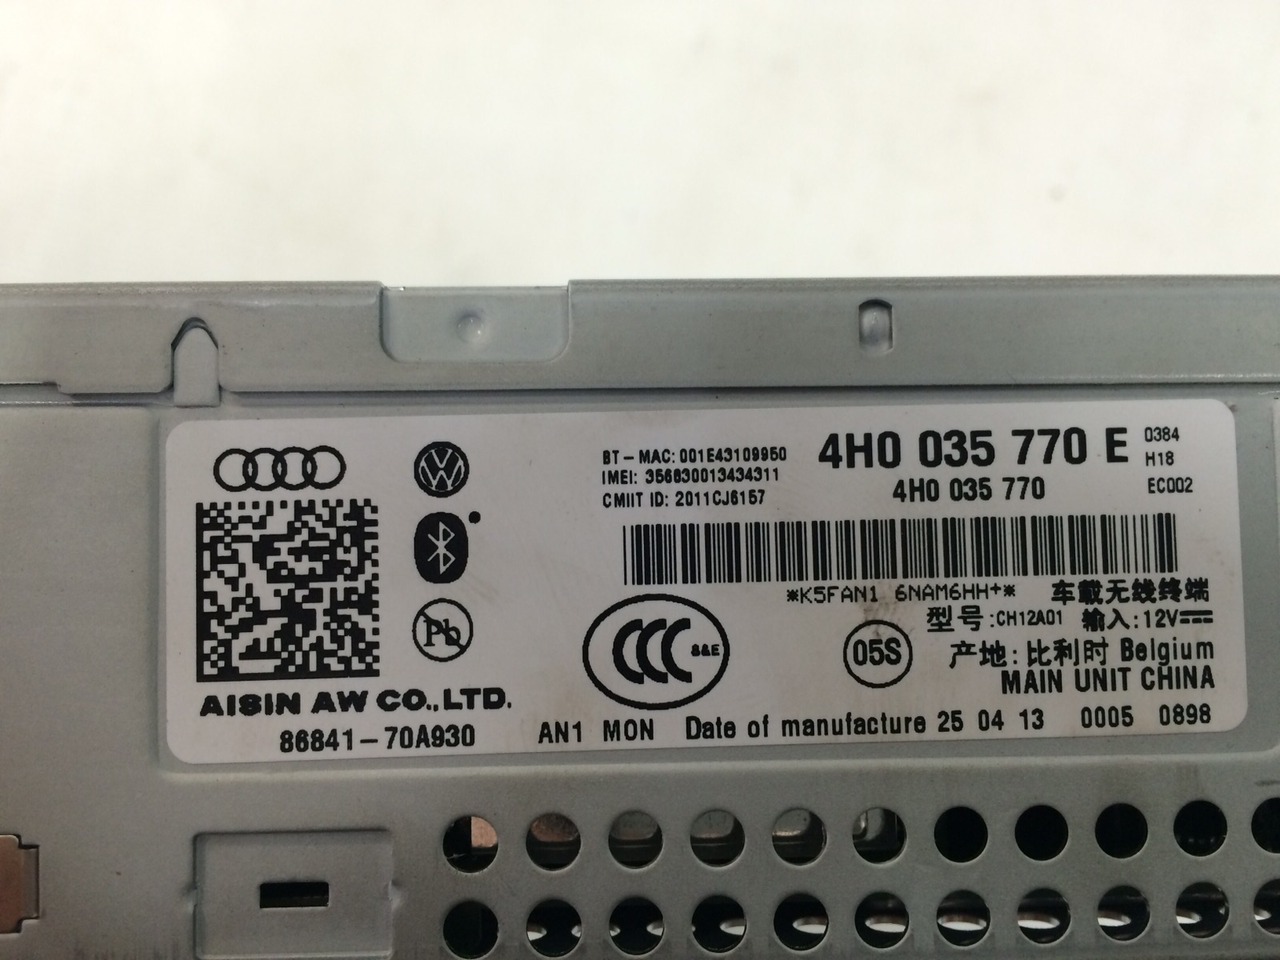 BT-MAC: 001E43109950
IMEI: 356830013434311
CMIIT ID: 2011CJ6157
4H0 035 770 E
4H0 035 770
0384
H18
EC002
*K5FAN1 6NAM6HH+*
车载无线终端
型号:CH12A01 输入:12V
CCC S&E
05S
产地:比利时 Belgium
MAIN UNIT CHINA
Pb
AISIN AW CO.,LTD.
86841-70A930
AN1 MON Date of manufacture 25 04 13 0005 0898